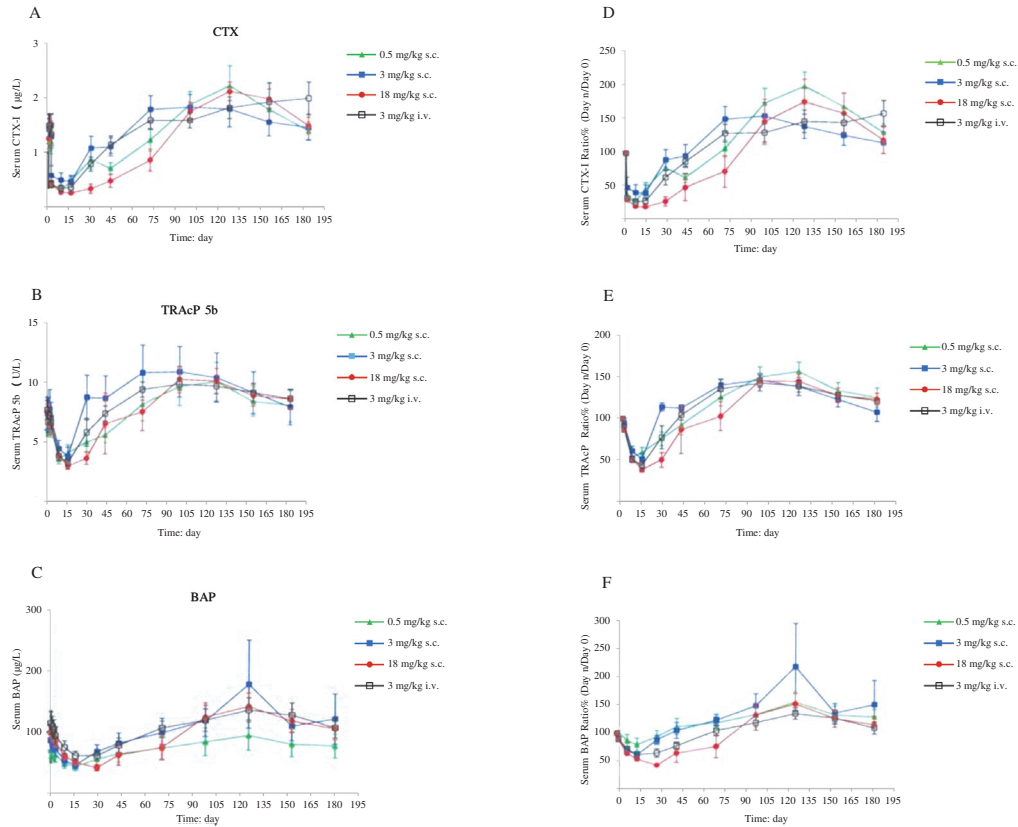 A
CTX
Serum CTX-I ( μg/L)
3
2
1
0 15 30 45 60 75 90 105 120 135 150 165 180 195
Time: day
0.5 mg/kg s.c.
3 mg/kg s.c.
18 mg/kg s.c.
3 mg/kg i.v.
D
Serum CTX-I Ratio% (Day n/Day 0)
250
200
150
100
50
0 15 30 45 60 75 90 105 120 135 150 165 180 195
Time: day
0.5 mg/kg s.c.
3 mg/kg s.c.
18 mg/kg s.c.
3 mg/kg i.v.
B
TRAcP 5b
Serum TRAcP 5b ( U/L)
15
10
5
0 15 30 45 60 75 90 105 120 135 150 165 180 195
Time: day
0.5 mg/kg s.c.
3 mg/kg s.c.
18 mg/kg s.c.
3 mg/kg i.v.
E
Serum TRAcP Ratio% (Day n/Day 0)
200
150
100
50
0 15 30 45 60 75 90 105 120 135 150 165 180 195
Time: day
0.5 mg/kg s.c.
3 mg/kg s.c.
18 mg/kg s.c.
3 mg/kg i.v.
C
BAP
Serum BAP (μg/L)
300
200
100
0 15 30 45 60 75 90 105 120 135 150 165 180 195
Time: day
0.5 mg/kg s.c.
3 mg/kg s.c.
18 mg/kg s.c.
3 mg/kg i.v.
F
Serum BAP Ratio% (Day n/Day 0)
300
250
200
150
100
50
0 15 30 45 60 75 90 105 120 135 150 165 180 195
Time: day
0.5 mg/kg s.c.
3 mg/kg s.c.
18 mg/kg s.c.
3 mg/kg i.v.